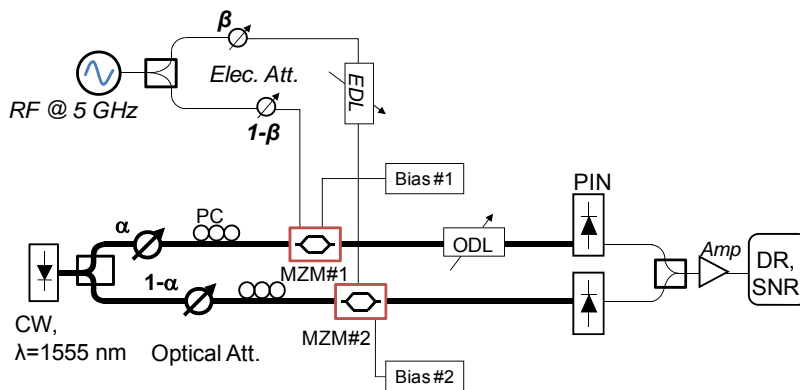 β
Elec. Att.
EDL
RF @ 5 GHz
1-β
Bias #1
PIN
α
PC
ODL
Amp
DR,
SNR
MZM#1
1-α
MZM#2
CW,
λ=1555 nm
Optical Att.
Bias #2